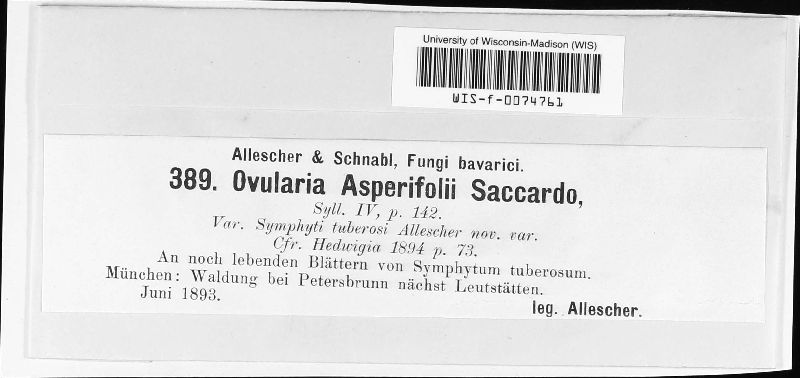 University of Wisconsin-Madison (WIS)
WIS-f-0074761
Allescher & Schnabl, Fungi bavarici.
389. Ovularia Asperifolii Saccardo,
Syll. IV, p. 142.
Var. Symphyti tuberosi Allescher nov. var.
Cfr. Hedwigia 1894 p. 73.
An noch lebenden Blättern von Symphytum tuberosum.
München: Waldung bei Petersbrunn nächst Leutstätten.
Juni 1893.
leg. Allescher.